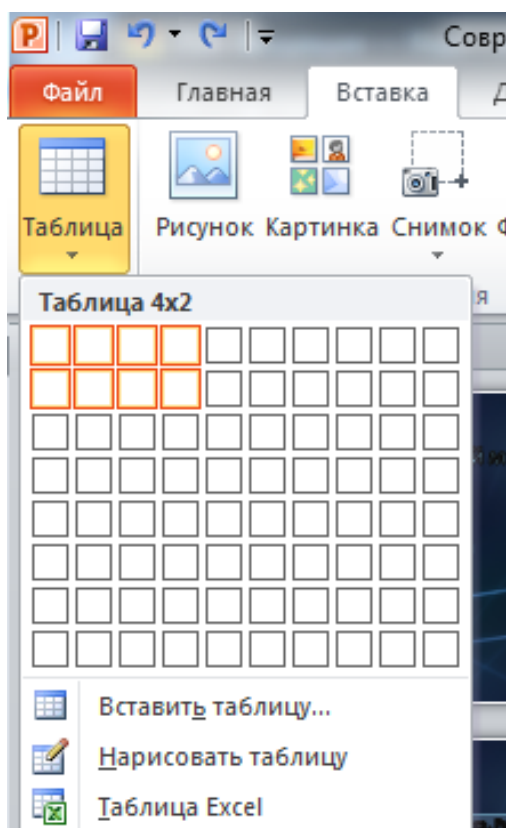 Совр
Файл Главная Вставка Д
Таблица Рисунок Картинка Снимок Ф
Таблица 4x2
я
й и
Вставить таблицу...
Нарисовать таблицу
Таблица Excel